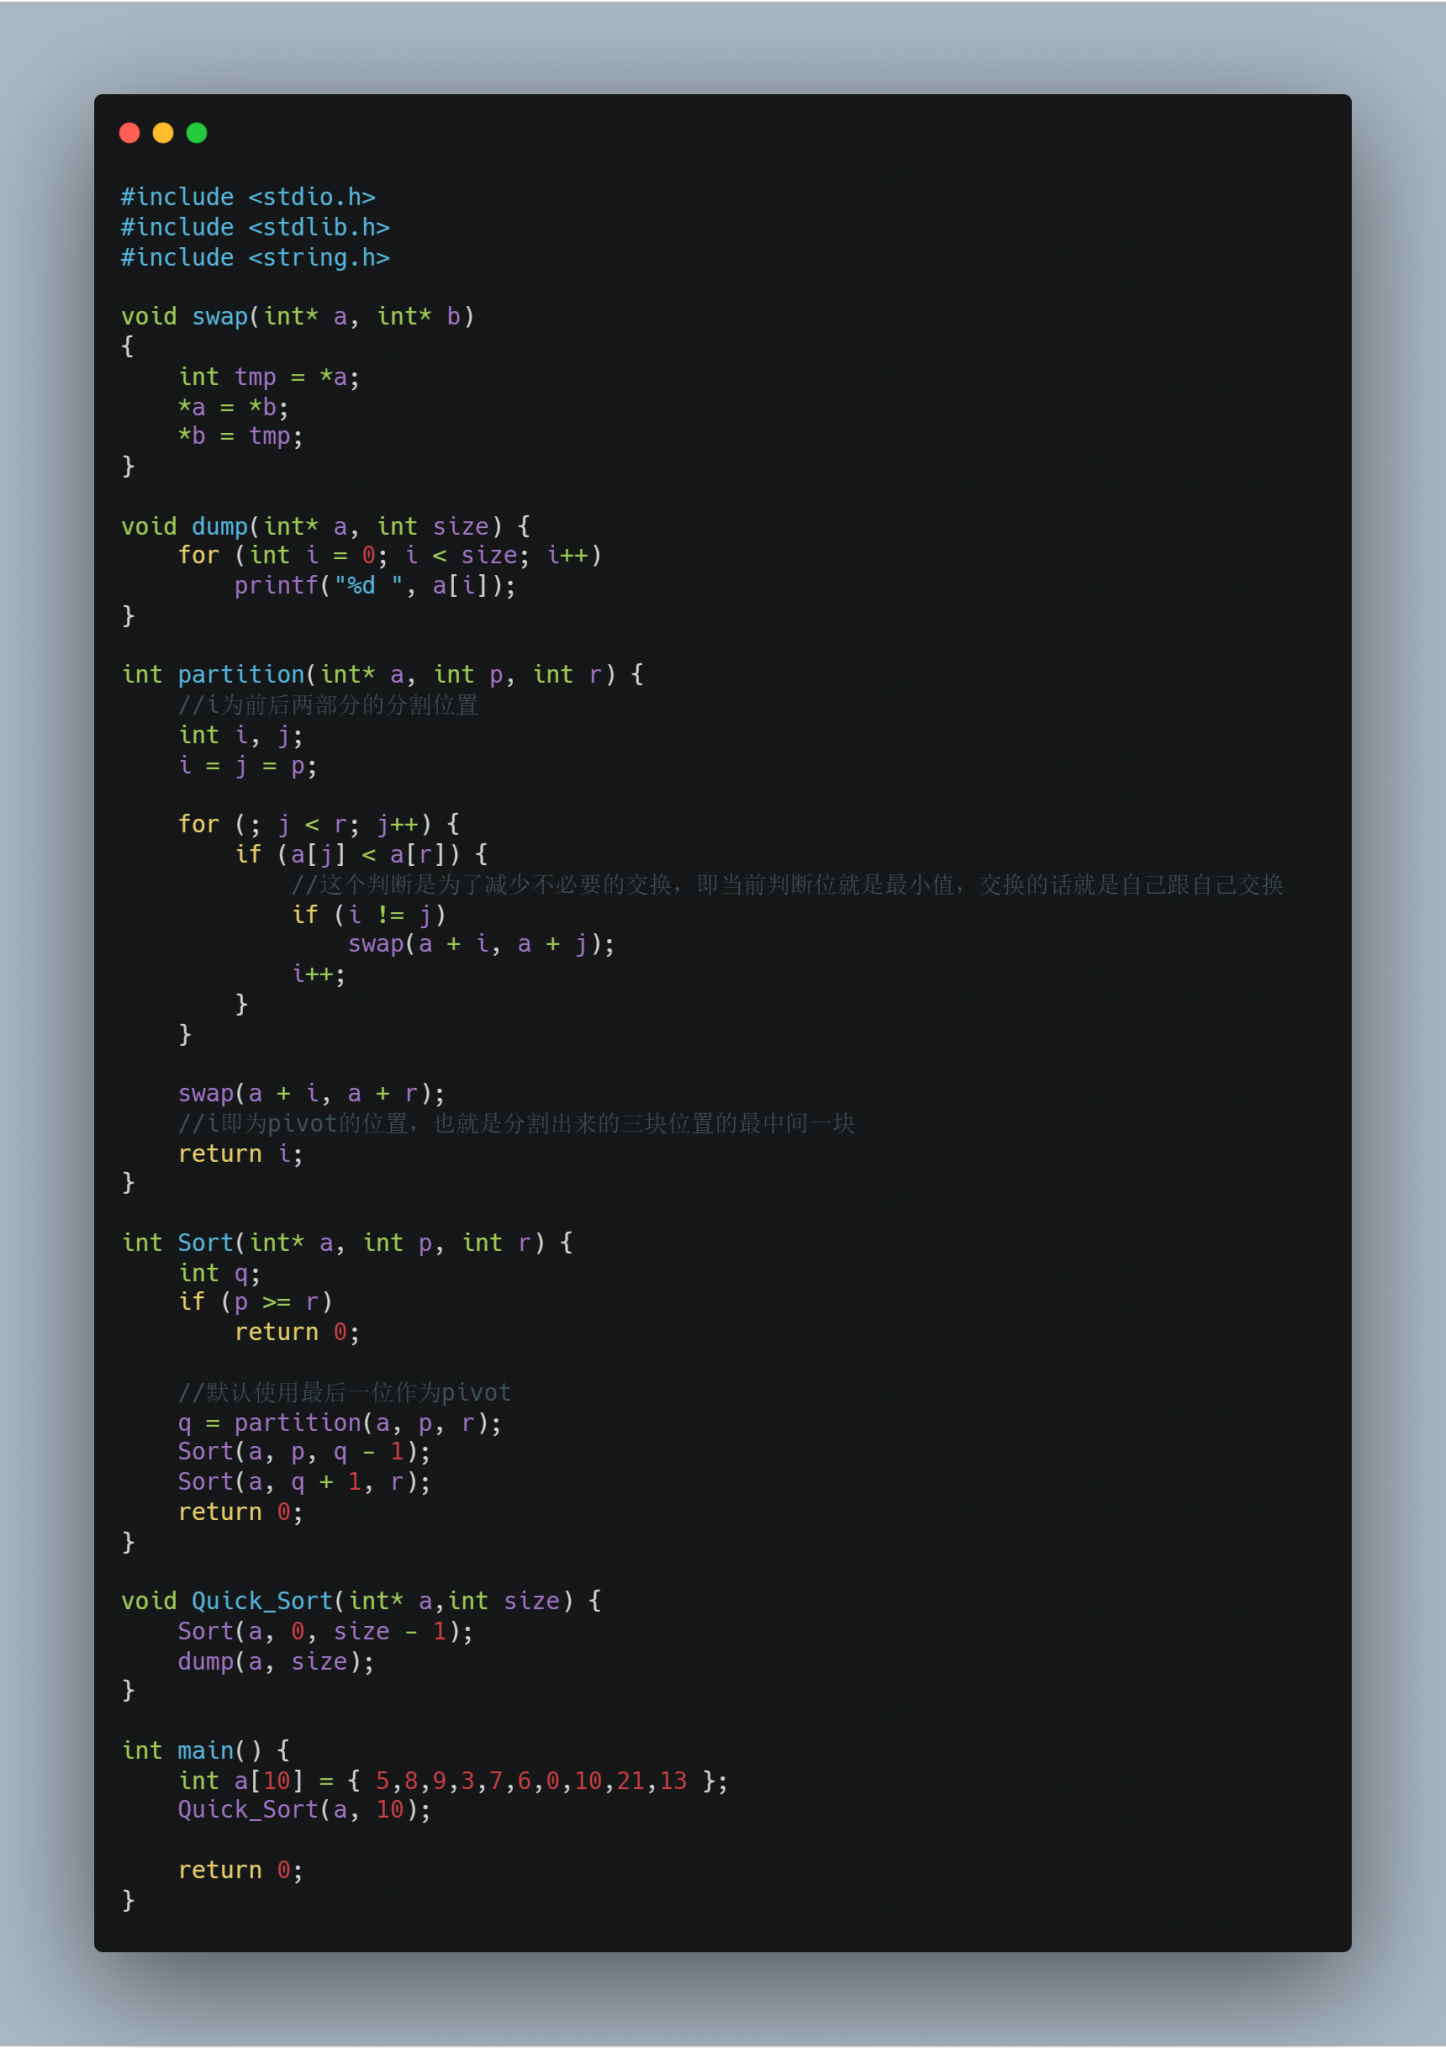 #include <stdio.h>
#include <stdlib.h>
#include <string.h>

void swap(int* a, int* b)
{
    int tmp = *a;
    *a = *b;
    *b = tmp;
}

void dump(int* a, int size) {
    for (int i = 0; i < size; i++)
        printf("%d ", a[i]);
}

int partition(int* a, int p, int r) {
    //i为前后两部分的分割位置
    int i, j;
    i = j = p;

    for (; j < r; j++) {
        if (a[j] < a[r]) {
            //这个判断是为了减少不必要的交换，即当前判断位就是最小值，交换的话就是自己跟自己交换
            if (i != j)
                swap(a + i, a + j);
            i++;
        }
    }

    swap(a + i, a + r);
    //i即为pivot的位置，也就是分割出来的三块位置的最中间一块
    return i;
}

int Sort(int* a, int p, int r) {
    int q;
    if (p >= r)
        return 0;

    //默认使用最后一位作为pivot
    q = partition(a, p, r);
    Sort(a, p, q - 1);
    Sort(a, q + 1, r);
    return 0;
}

void Quick_Sort(int* a,int size) {
    Sort(a, 0, size - 1);
    dump(a, size);
}

int main() {
    int a[10] = { 5,8,9,3,7,6,0,10,21,13 };
    Quick_Sort(a, 10);

    return 0;
}